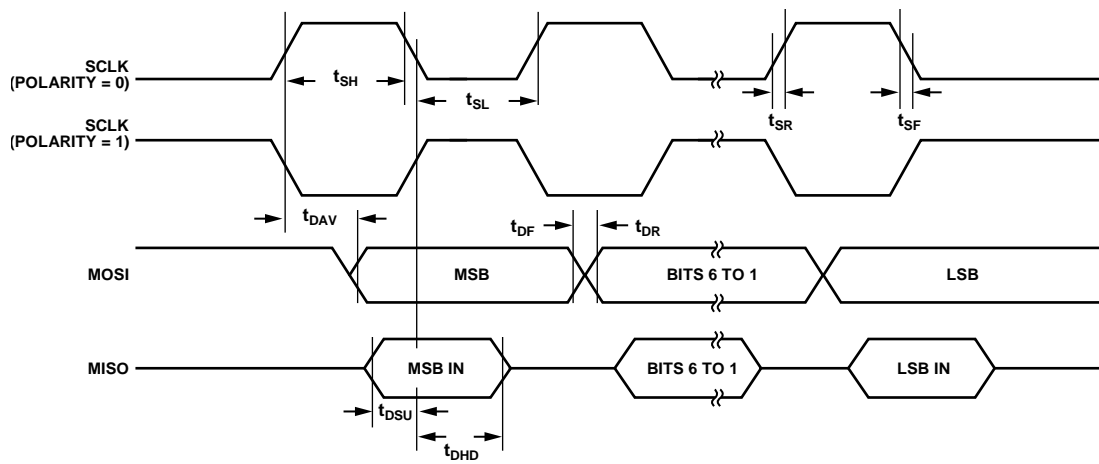 SCLK
(POLARITY = 0)
tSH
tSL
tSR
tSF
SCLK
(POLARITY = 1)
tDAV
tDF
tDR
MOSI
MSB
BITS 6 TO 1
LSB
MISO
MSB IN
BITS 6 TO 1
LSB IN
tDSU
tDHD